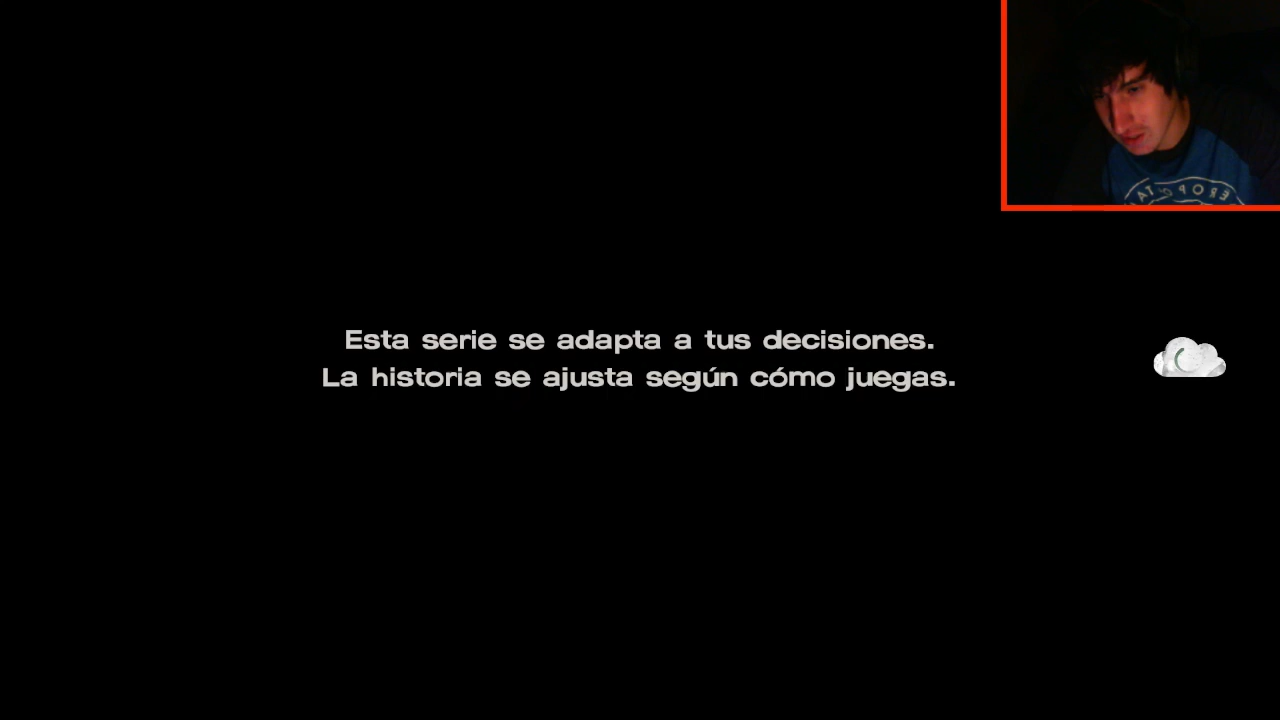 Esta serie se adapta a tus decisiones.
La historia se ajusta según cómo juegas.